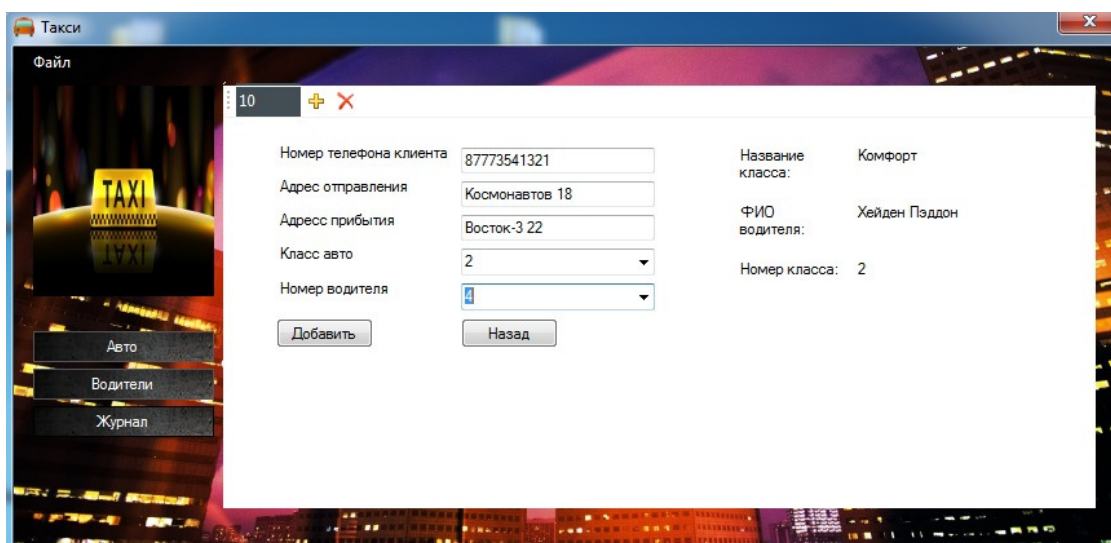 Такси
Файл
TAXI
10
Номер телефона клиента 87773541321
Адрес отправления Космонавтов 18
Адресс прибытия Восток-3 22
Класс авто 2
Номер водителя 4
Добавить Назад
Название класса: Комфорт
ФИО водителя: Хейден Пэддон
Номер класса: 2
Авто
Водители
Журнал